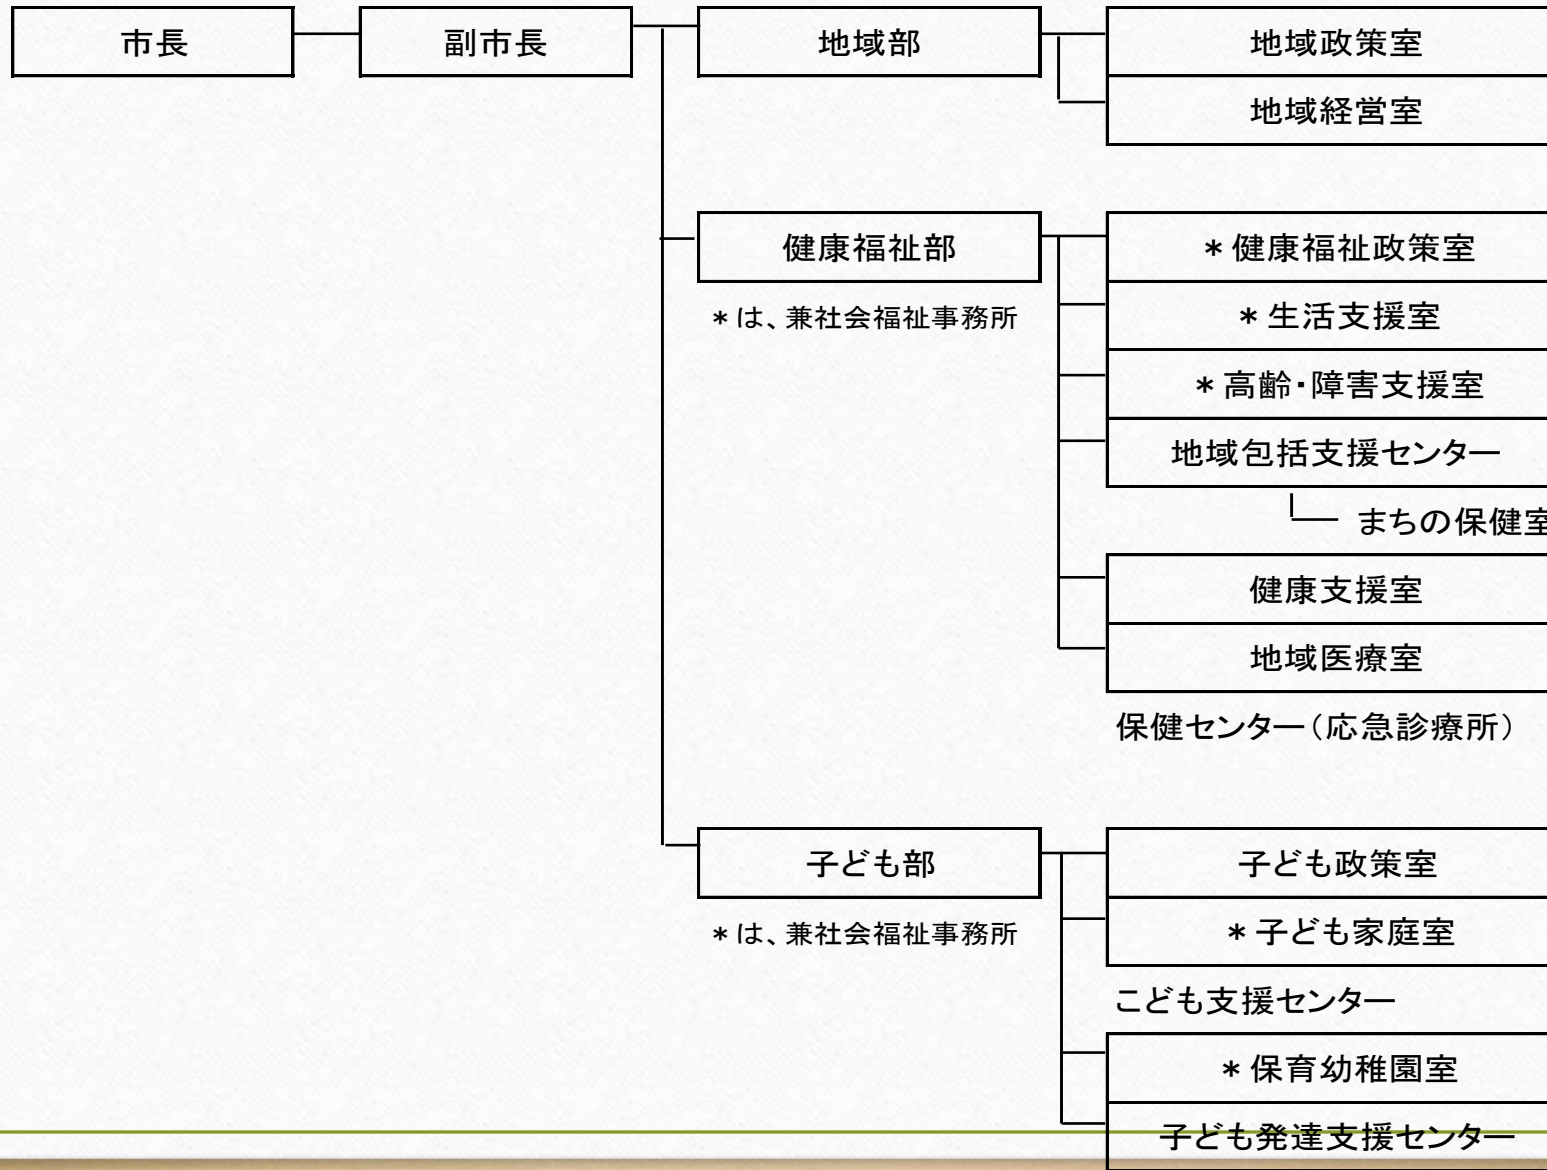 市長
副市長
地域部
地域政策室
地域経営室
健康福祉部
*は、兼社会福祉事務所
*健康福祉政策室
*生活支援室
*高齢・障害支援室
地域包括支援センター
まちの保健室
健康支援室
地域医療室
保健センター(応急診療所)
子ども部
*は、兼社会福祉事務所
子ども政策室
*子ども家庭室
こども支援センター
*保育幼稚園室
子ども発達支援センター